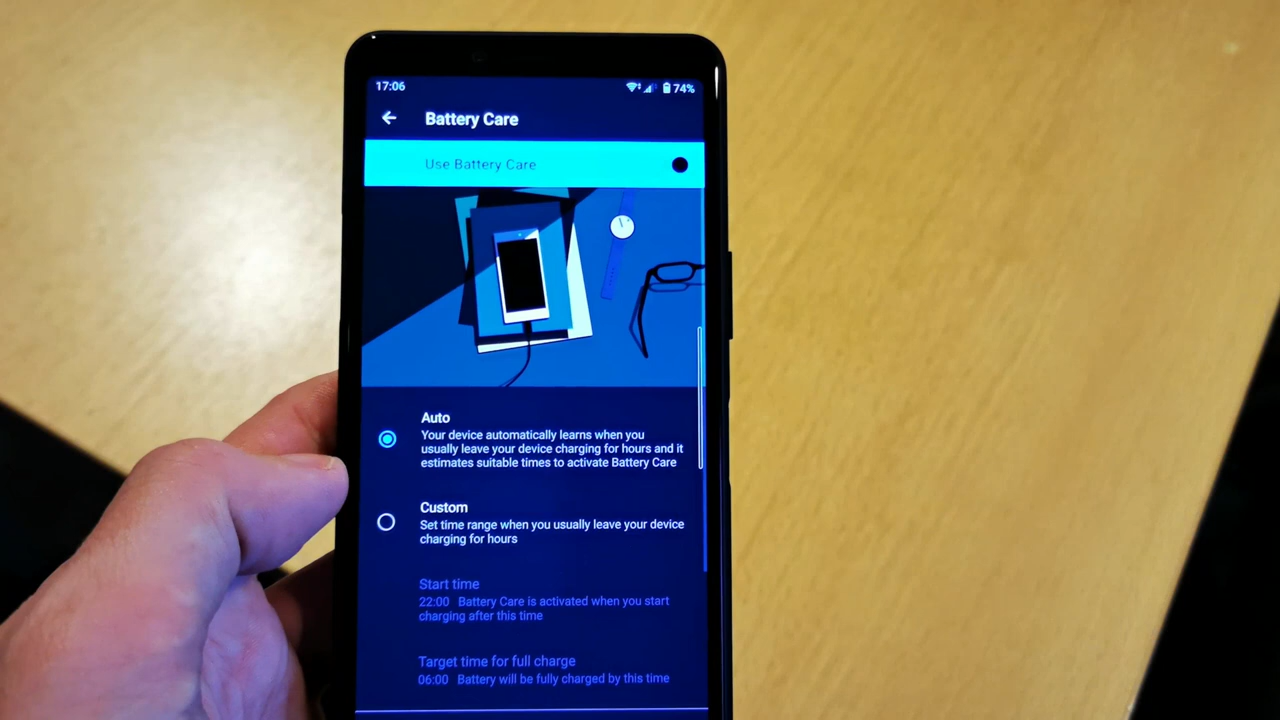 17:06 74%
Battery Care
Use Battery Care
Auto
Your device automatically learns when you
usually leave your device charging for hours and it
estimates suitable times to activate Battery Care
Custom
Set time range when you usually leave your device
charging for hours
Start time
22:00 Battery Care is activated when you start
charging after this time
Target time for full charge
06:00 Battery will be fully charged by this time